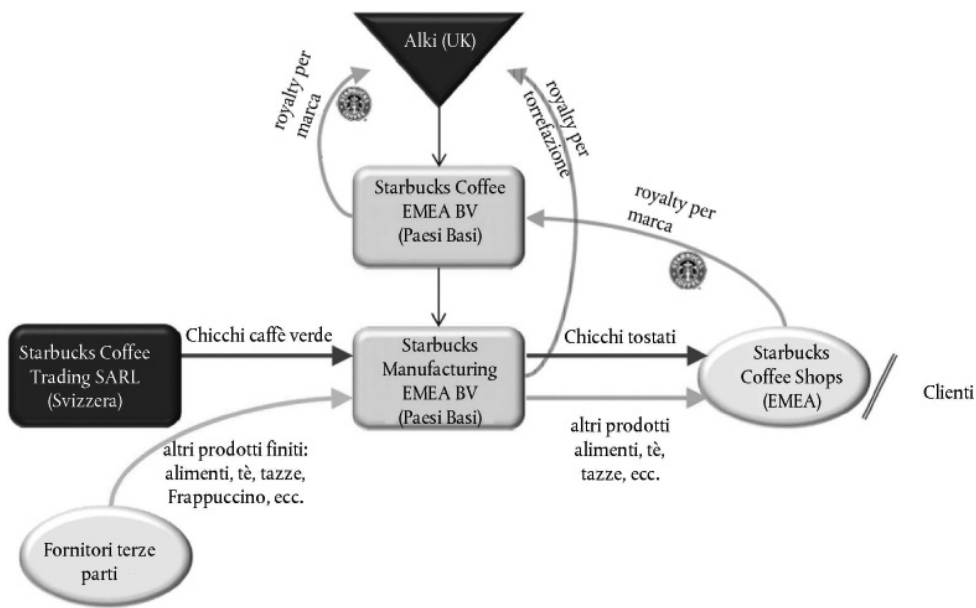 Alki (UK)
royalty per
marca
royalty per
torrefazione
Starbucks Coffee
EMEA BV
(Paesi Basi)
royalty per
marca
Chicchi caffè verde
Chicchi tostati
Starbucks Coffee
Trading SARL
(Svizzera)
Starbucks
Manufacturing
EMEA BV
(Paesi Basi)
Starbucks
Coffee Shops
(EMEA)
Clienti
altri prodotti finiti:
alimenti, tè, tazze,
Frappuccino, ecc.
altri prodotti
alimenti, tè,
tazze, ecc.
Fornitori terze
parti